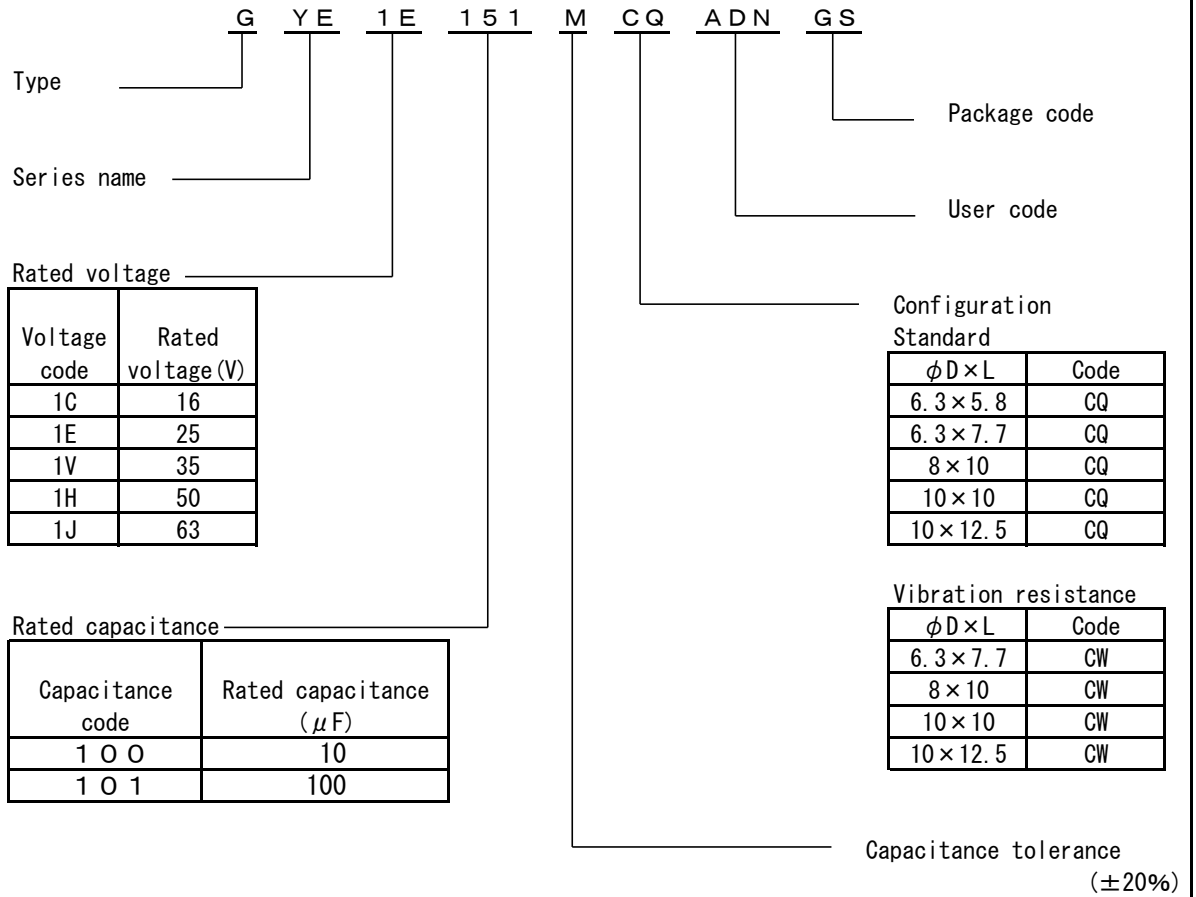 G YE 1E 151 M CQ ADN GS
Type
Package code
Series name
User code
Rated voltage
Voltage code Rated voltage(V)
1C 16
1E 25
1V 35
1H 50
1J 63
Configuration
Standard
φD×L Code
6.3×5.8 CQ
6.3×7.7 CQ
8×10 CQ
10×10 CQ
10×12.5 CQ
Vibration resistance
φD×L Code
6.3×7.7 CW
8×10 CW
10×10 CW
10×12.5 CW
Rated capacitance
Capacitance code Rated capacitance (μF)
100 10
101 100
Capacitance tolerance
(±20%)